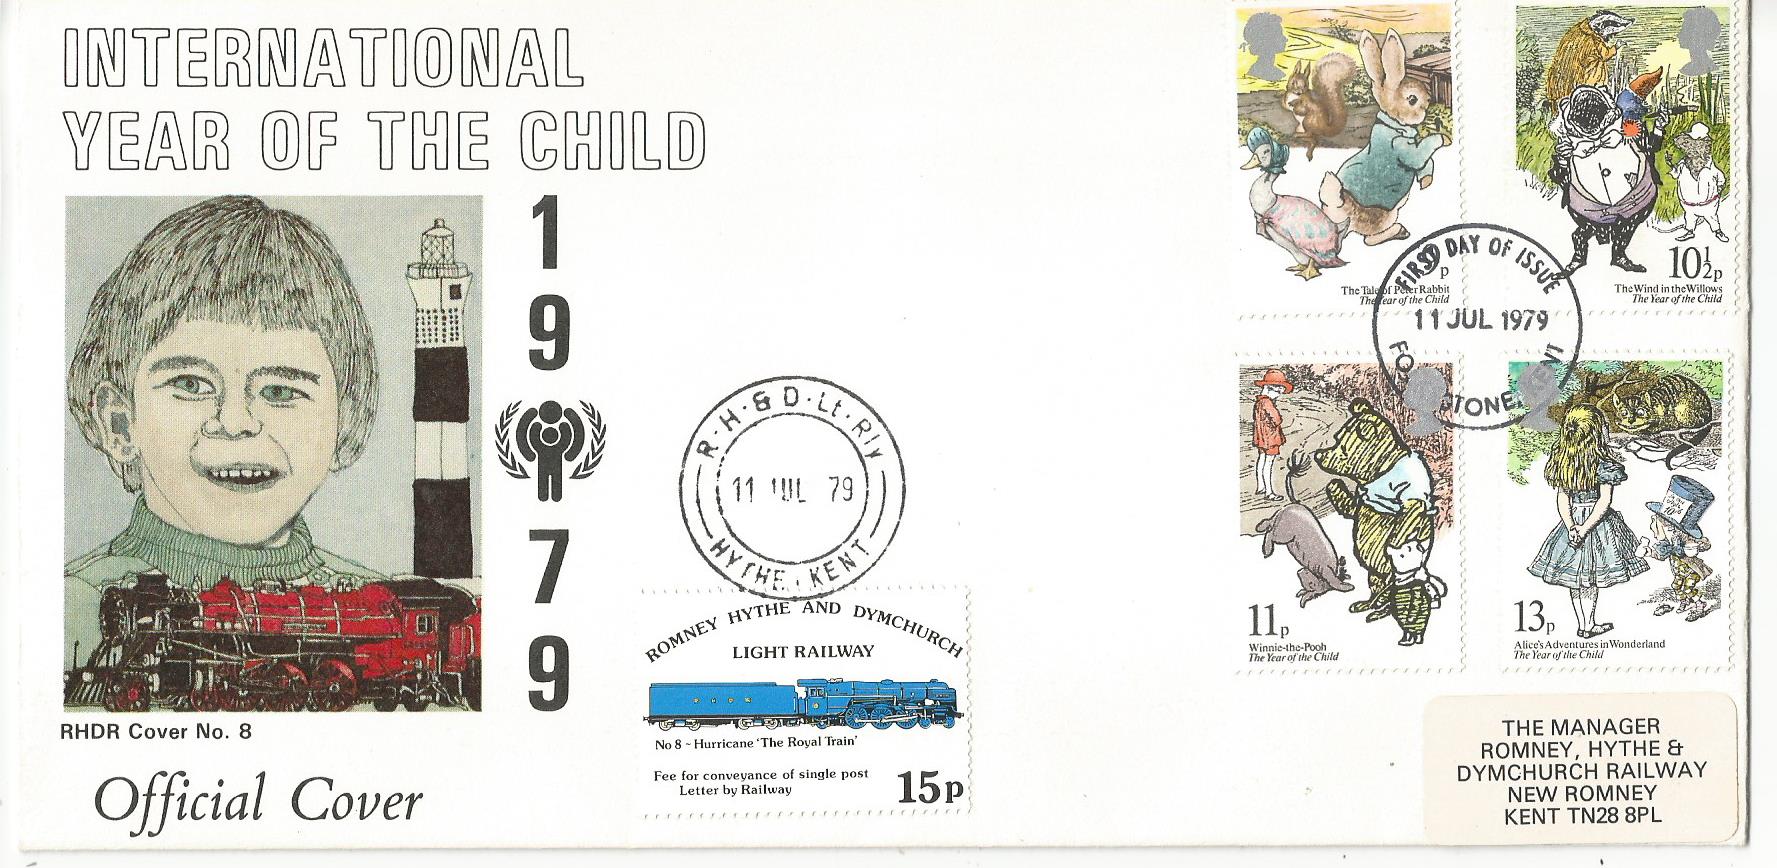 INTERNATIONAL
YEAR OF THE CHILD
1
9
7
9
RHDR Cover No. 8
Official Cover
R·H·&D·Lt·Rly
11 JUL 79
HYTHE. KENT
ROMNEY HYTHE AND DYMCHURCH
LIGHT RAILWAY
No 8 - Hurricane 'The Royal Train'
Fee for conveyance of single post
Letter by Railway
15p
p
The Tale of Peter Rabbit
The Year of the Child
10½p
The Wind in the Willows
The Year of the Child
FIRST DAY OF ISSUE
11 JUL 1979
11p
Winnie-the-Pooh
The Year of the Child
13p
Alice's Adventures in Wonderland
The Year of the Child
THE MANAGER
ROMNEY, HYTHE &
DYMCHURCH RAILWAY
NEW ROMNEY
KENT TN28 8PL